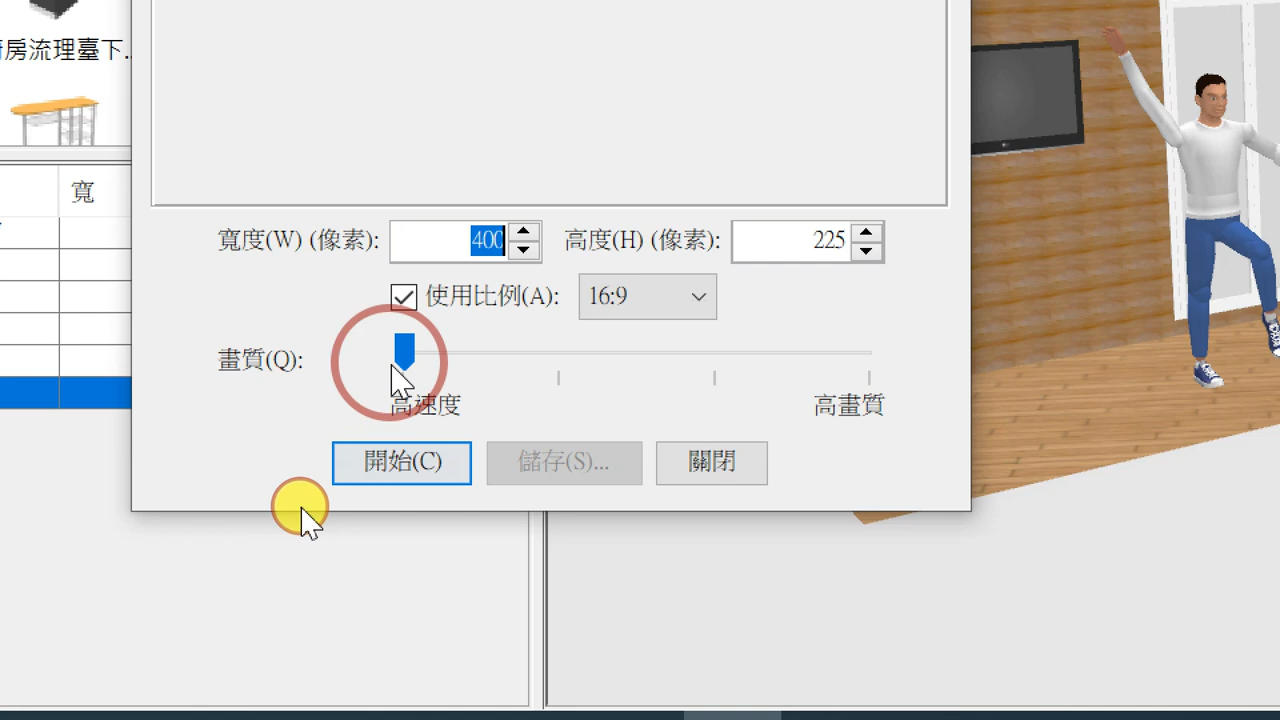 房流理臺下...
寬
寬度(W) (像素): 400 高度(H) (像素): 225
使用比例(A): 16:9
畫質(Q):
高速度 高畫質
開始(C) 儲存(S)... 關閉